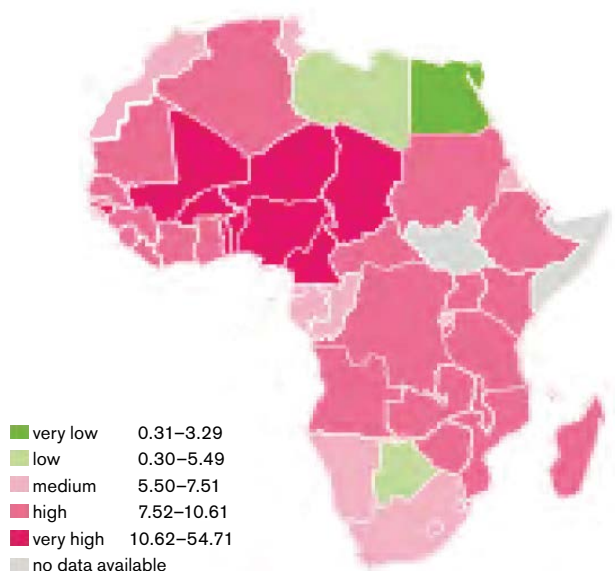 very low 0.31–3.29
low 0.30–5.49
medium 5.50–7.51
high 7.52–10.61
very high 10.62–54.71
no data available